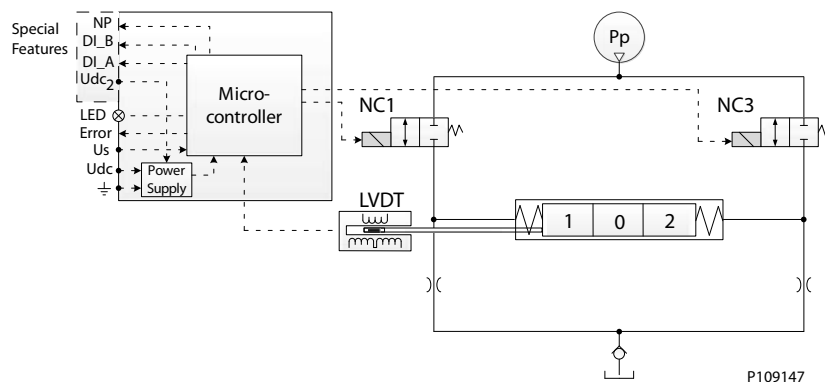 Special
Features
NP
DI_B
DI_A
Udc2
LED
Error
Us
Udc
Micro-
controller
Power
Supply
Pp
NC1
NC3
LVDT
1 0 2
P109147